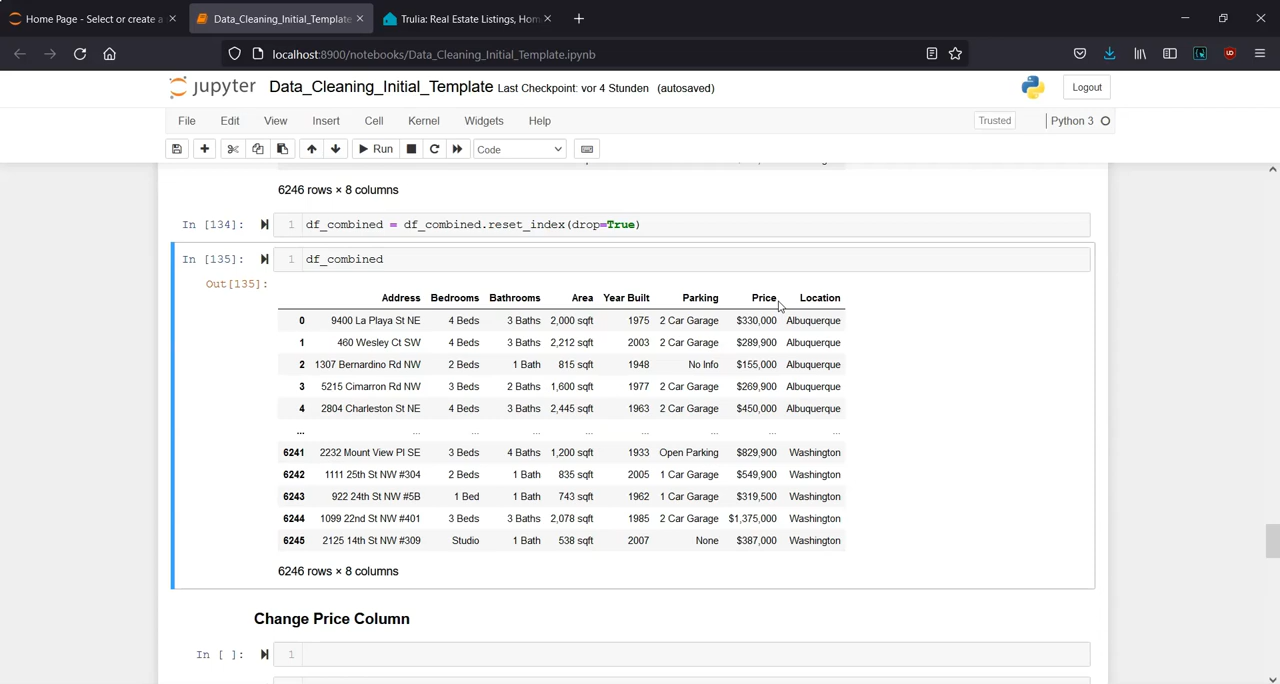 Home Page - Select or create a
Data_Cleaning_Initial_Template
Trulia: Real Estate Listings, Hom
localhost:8900/notebooks/Data_Cleaning_Initial_Template.ipynb
jupyter Data_Cleaning_Initial_Template Last Checkpoint: vor 4 Stunden (autosaved)
Logout
File Edit View Insert Cell Kernel Widgets Help
Trusted Python 3
Run Code
6246 rows × 8 columns
In [134]: 1 df_combined = df_combined.reset_index(drop=True)
In [135]: 1 df_combined
Out[135]:
Address Bedrooms Bathrooms Area Year Built Parking Price Location
0 9400 La Playa St NE 4 Beds 3 Baths 2,000 sqft 1975 2 Car Garage $330,000 Albuquerque
1 460 Wesley Ct SW 4 Beds 3 Baths 2,212 sqft 2003 2 Car Garage $289,900 Albuquerque
2 1307 Bernardino Rd NW 2 Beds 1 Bath 815 sqft 1948 No Info $155,000 Albuquerque
3 5215 Cimarron Rd NW 3 Beds 2 Baths 1,600 sqft 1977 2 Car Garage $269,900 Albuquerque
4 2804 Charleston St NE 4 Beds 3 Baths 2,445 sqft 1963 2 Car Garage $450,000 Albuquerque
... ... ... ... ... ... ... ... ...
6241 2232 Mount View Pl SE 3 Beds 4 Baths 1,200 sqft 1933 Open Parking $829,900 Washington
6242 1111 25th St NW #304 2 Beds 1 Bath 835 sqft 2005 1 Car Garage $549,900 Washington
6243 922 24th St NW #5B 1 Bed 1 Bath 743 sqft 1962 1 Car Garage $319,500 Washington
6244 1099 22nd St NW #401 3 Beds 3 Baths 2,078 sqft 1985 2 Car Garage $1,375,000 Washington
6245 2125 14th St NW #309 Studio 1 Bath 538 sqft 2007 None $387,000 Washington
6246 rows × 8 columns
Change Price Column
In [ ]: 1